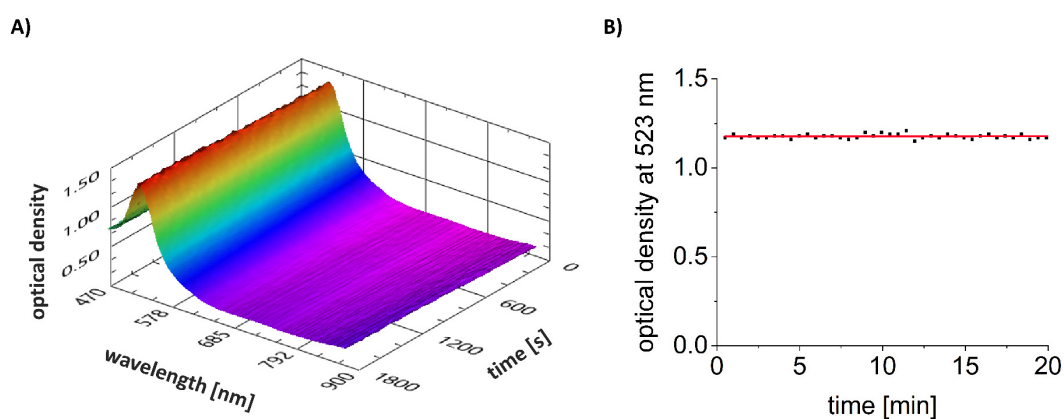 A)
optical density
1.50
1.00
0.50
470
578
685
792
900
wavelength [nm]
0
600
1200
1800
time [s]
B)
optical density at 523 nm
1.5
1.0
0.5
0.0
0 5 10 15 20
time [min]